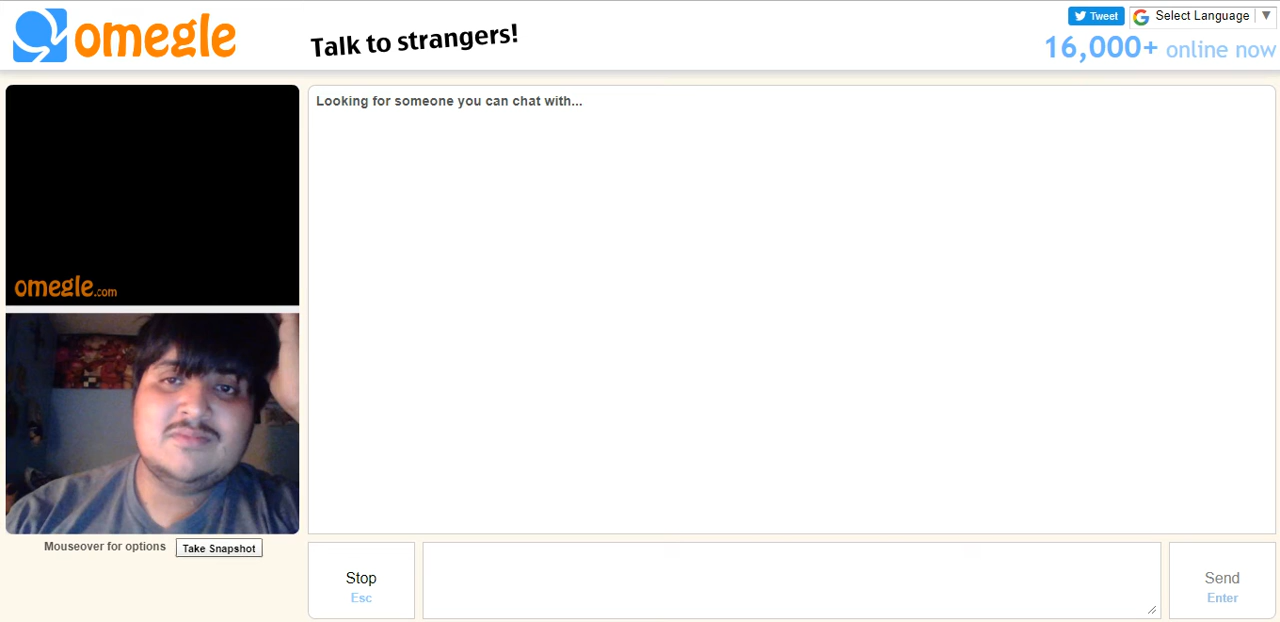 omegle
Talk to strangers!
Tweet
Select Language
16,000+ online now
Looking for someone you can chat with...
omegle.com
Mouseover for options
Take Snapshot
Stop
Esc
Send
Enter